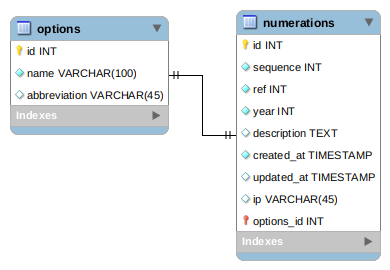 options
id INT
name VARCHAR(100)
abbreviation VARCHAR(45)
Indexes
numerations
id INT
sequence INT
ref INT
year INT
description TEXT
created_at TIMESTAMP
updated_at TIMESTAMP
ip VARCHAR(45)
options_id INT
Indexes